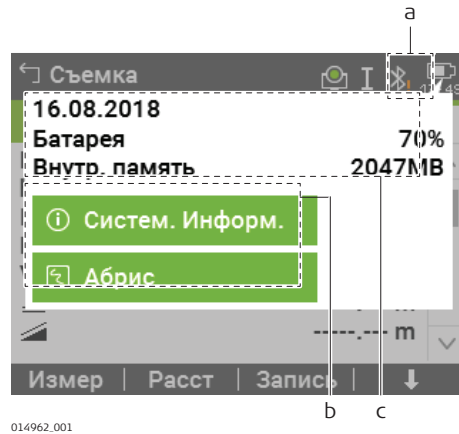 a
Съемка
I
16.08.2018
Батарея 70%
Внутр. память 2047MB
Систем. Информ.
Абрис
m
-----.--- m
Измер | Расст | Запись |
b c
014962_001